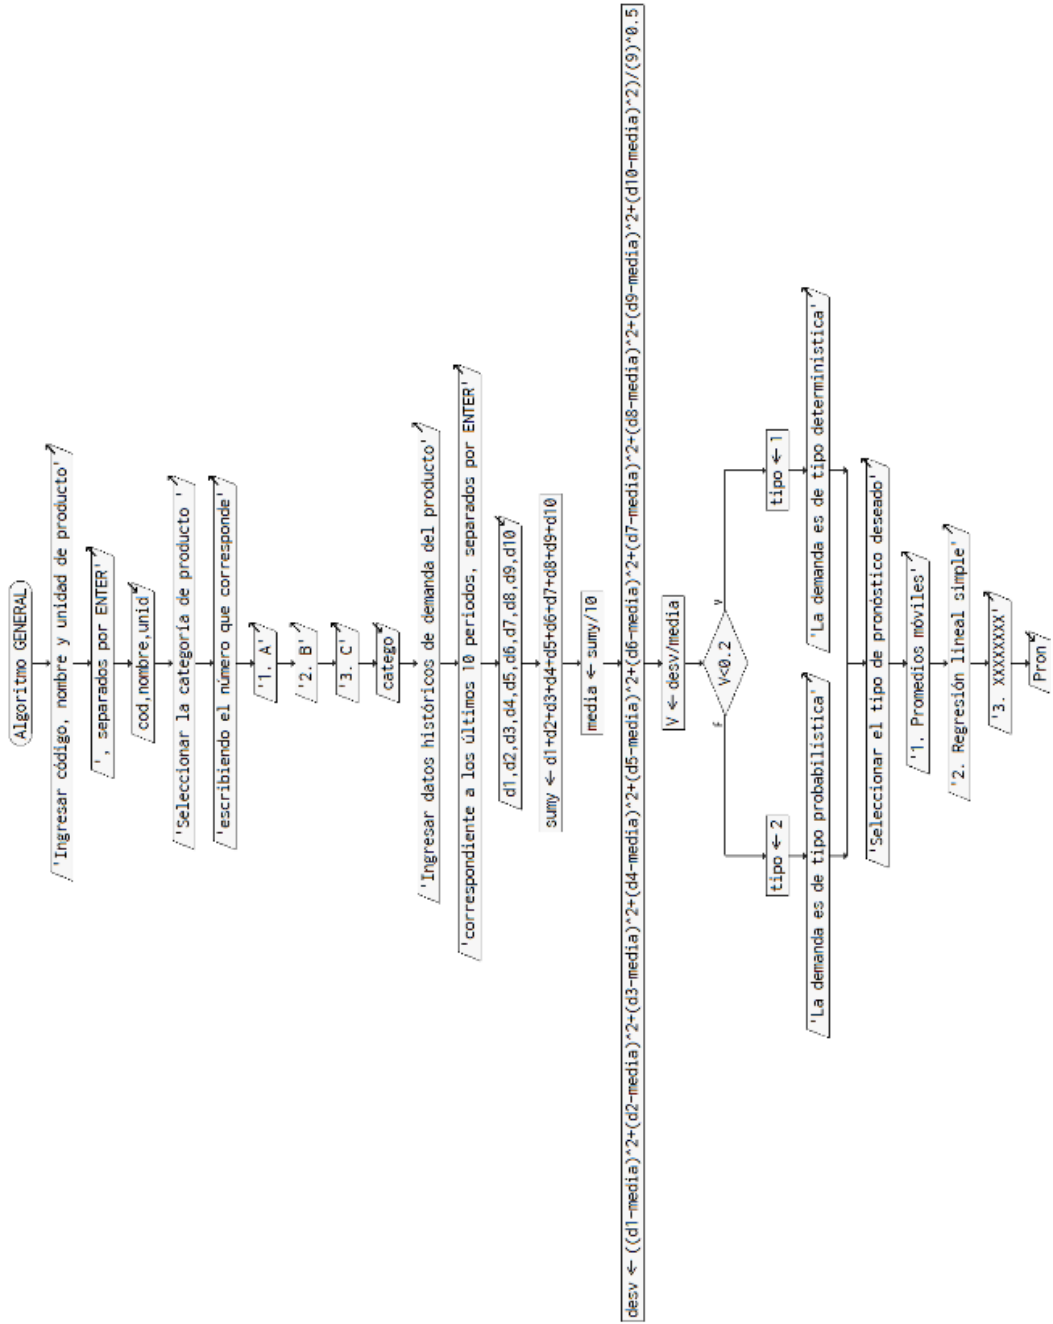 Algoritmo GENERAL
'Ingresar código, nombre y unidad de producto'
', separados por ENTER'
cod,nombre,unid
'Seleccionar la categoría de producto '
'escribiendo el número que corresponde'
'1. A'
'2. B'
'3. C'
catego
'Ingresar datos históricos de demanda del producto'
'correspondiente a los últimos 10 periodos, separados por ENTER'
d1,d2,d3,d4,d5,d6,d7,d8,d9,d10
sumy ← d1+d2+d3+d4+d5+d6+d7+d8+d9+d10
media ← sumy/10
desv ← ((d1-media)^2+(d2-media)^2+(d3-media)^2+(d4-media)^2+(d5-media)^2+(d6-media)^2+(d7-media)^2+(d8-media)^2+(d9-media)^2+(d10-media)^2)/(9)^0.5
V ← desv/media
V<0.2
F
V
tipo ← 2
tipo ← 1
'La demanda es de tipo probabilística'
'La demanda es de tipo determinística'
'Seleccionar el tipo de pronóstico deseado'
'1. Promedios móviles'
'2. Regresión lineal simple'
'3. XXXXXXXX'
Pron